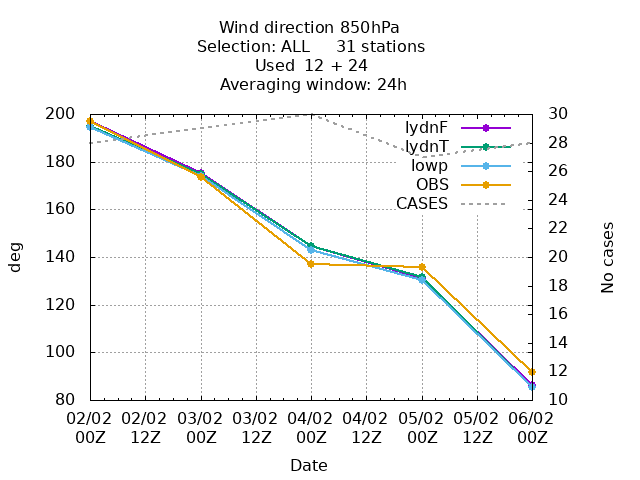 Wind direction 850hPa
Selection: ALL     31 stations
Used  12 + 24
Averaging window: 24h
200
180
160
140
120
100
80
deg
30
28
26
24
22
20
18
16
14
12
10
No cases
lydnF
lydnT
lowp
OBS
CASES
02/02 02/02 03/02 03/02 04/02 04/02 05/02 05/02 06/02
00Z 12Z 00Z 12Z 00Z 12Z 00Z 12Z 00Z
Date